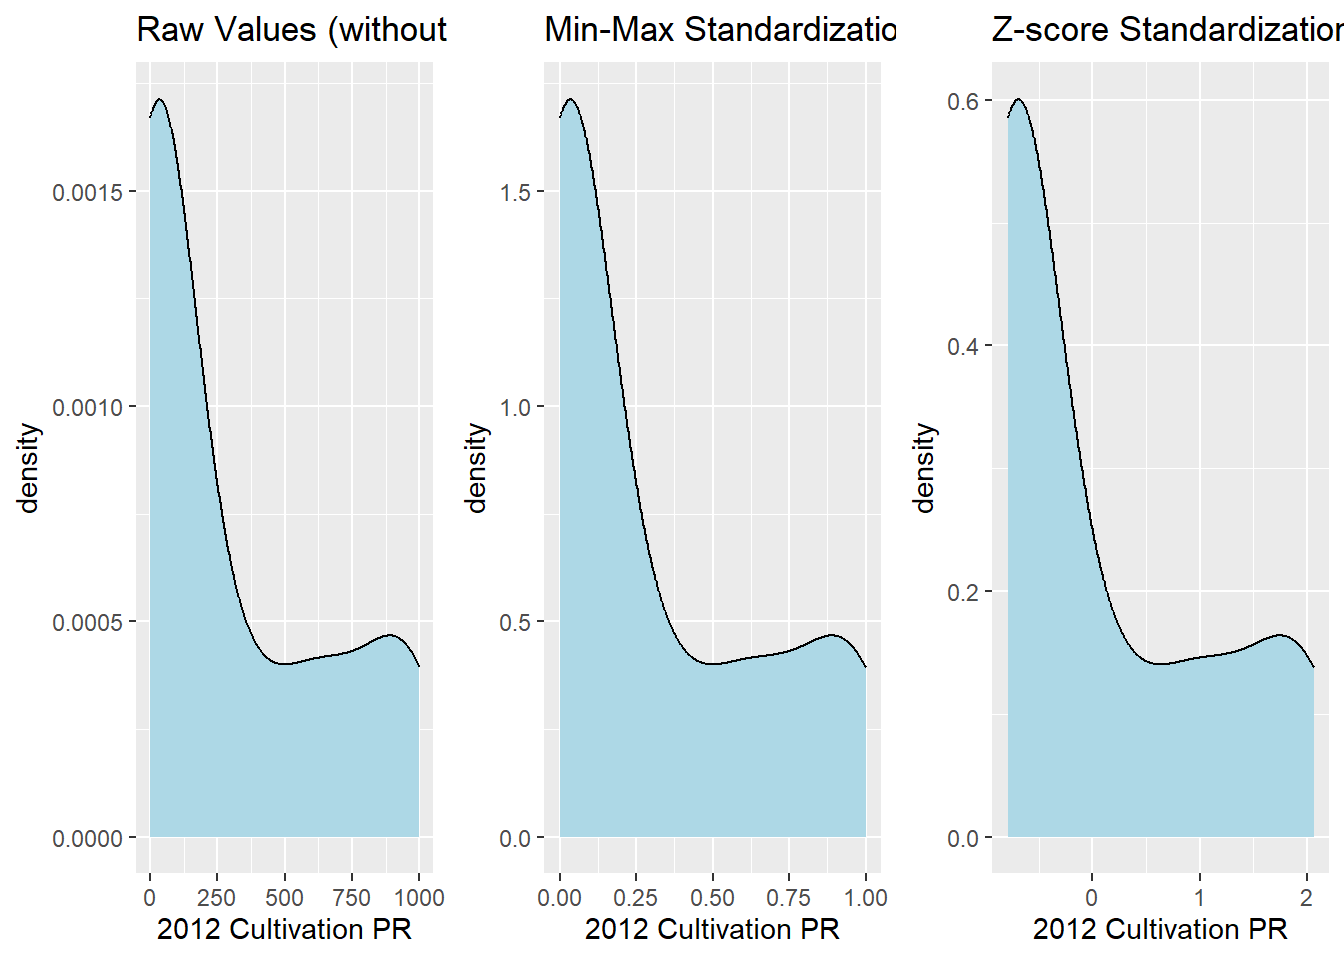 Raw Values (without
density
0.0015
0.0010
0.0005
0.0000
0 250 500 750 1000
2012 Cultivation PR
Min-Max Standardization
density
1.5
1.0
0.5
0.0
0.00 0.25 0.50 0.75 1.00
2012 Cultivation PR
Z-score Standardization
density
0.6
0.4
0.2
0.0
0 1 2
2012 Cultivation PR